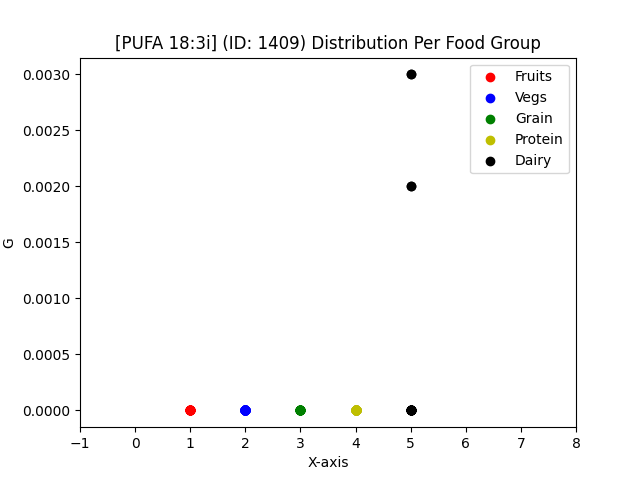 [PUFA 18:3i] (ID: 1409) Distribution Per Food Group
0.0030
0.0025
0.0020
0.0015
0.0010
0.0005
0.0000
G
Fruits
Vegs
Grain
Protein
Dairy
−1 0 1 2 3 4 5 6 7 8
X-axis